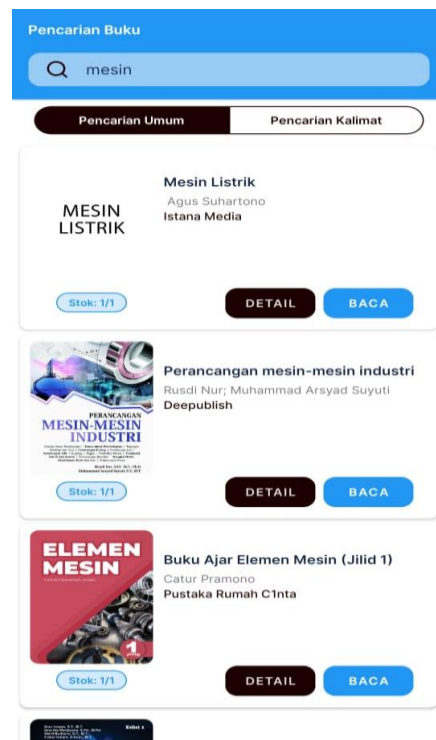 Pencarian Buku
mesin
Pencarian Umum
Pencarian Kalimat
MESIN
LISTRIK
Mesin Listrik
Agus Suhartono
Istana Media
Stok: 1/1
DETAIL
BACA
PERANCANGAN
MESIN-MESIN
INDUSTRI
Perancangan mesin-mesin industri
Rusdi Nur; Muhammad Arsyad Suyuti
Deepublish
Stok: 1/1
DETAIL
BACA
ELEMEN
MESIN
1
Buku Ajar Elemen Mesin (Jilid 1)
Catur Pramono
Pustaka Rumah C1nta
Stok: 1/1
DETAIL
BACA